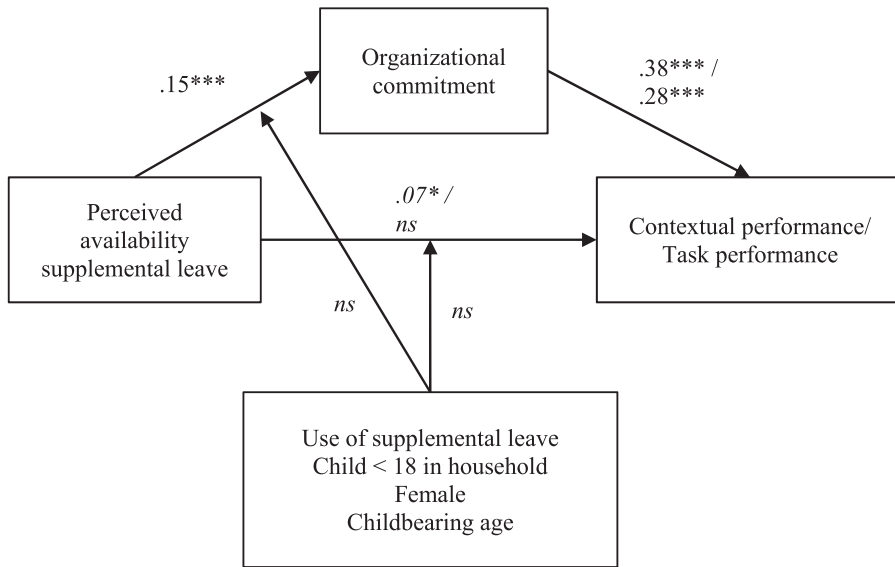 Organizational
commitment
.15***
.38*** /
.28***
Perceived
availability
supplemental leave
.07* /
ns
Contextual performance/
Task performance
ns
ns
Use of supplemental leave
Child < 18 in household
Female
Childbearing age